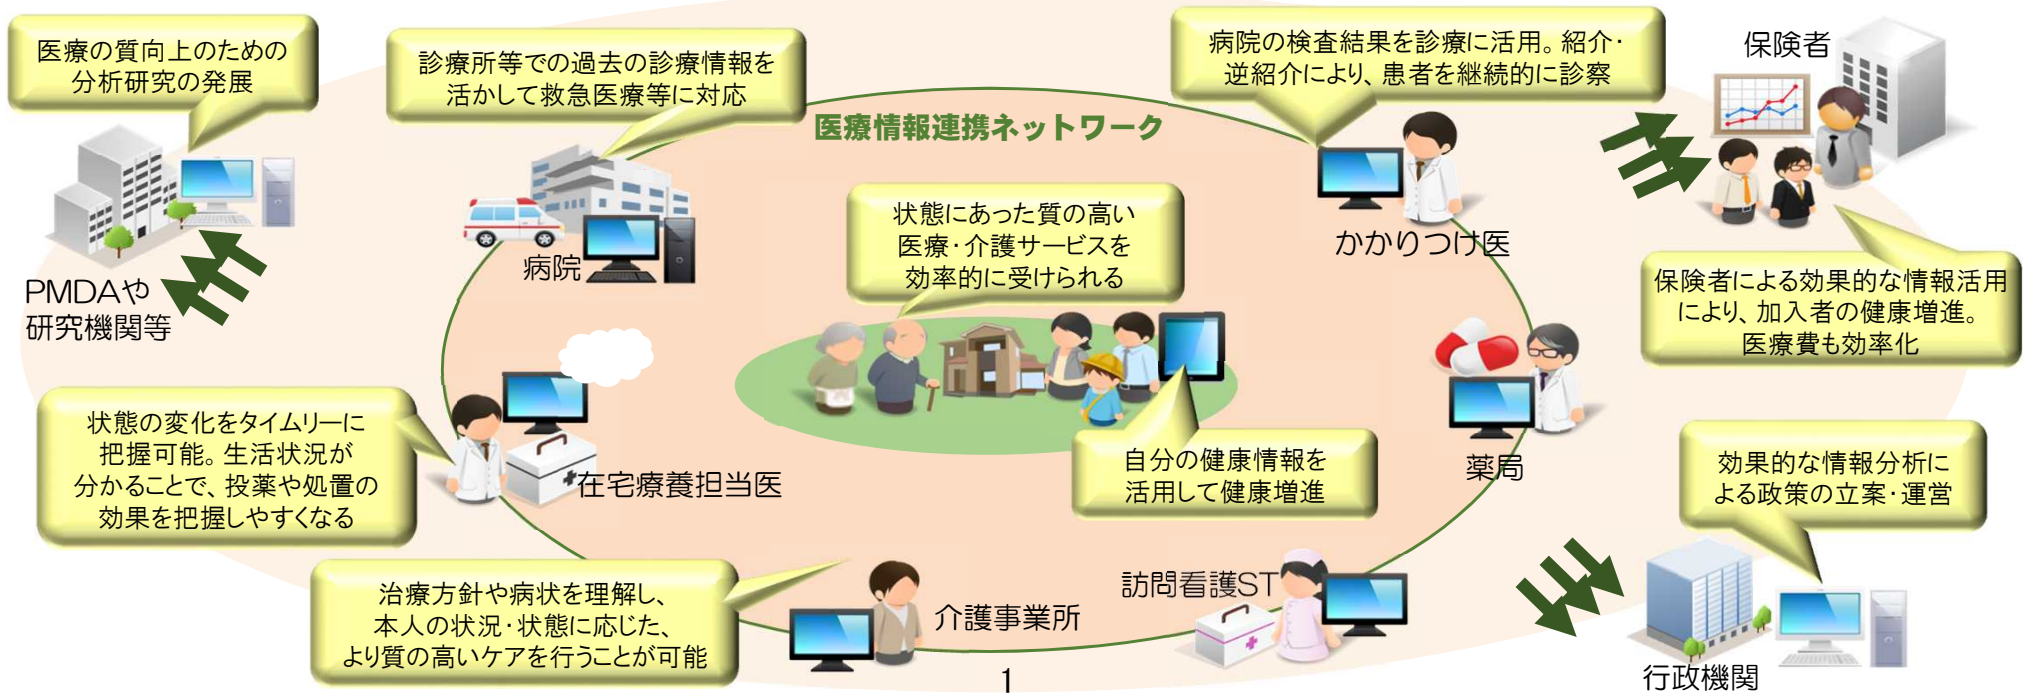 医療の質向上のための
分析研究の発展
PMDAや
研究機関等
診療所等での過去の診療情報を
活かして救急医療等に対応
病院
医療情報連携ネットワーク
病院の検査結果を診療に活用。紹介・
逆紹介により、患者を継続的に診察
かかりつけ医
保険者
保険者による効果的な情報活用
により、加入者の健康増進。
医療費も効率化
状態にあった質の高い
医療・介護サービスを
効率的に受けられる
自分の健康情報を
活用して健康増進
薬局
状態の変化をタイムリーに
把握可能。生活状況が
分かることで、投薬や処置の
効果を把握しやすくなる
在宅療養担当医
効果的な情報分析に
よる政策の立案・運営
行政機関
治療方針や病状を理解し、
本人の状況・状態に応じた、
より質の高いケアを行うことが可能
介護事業所
訪問看護ST
1